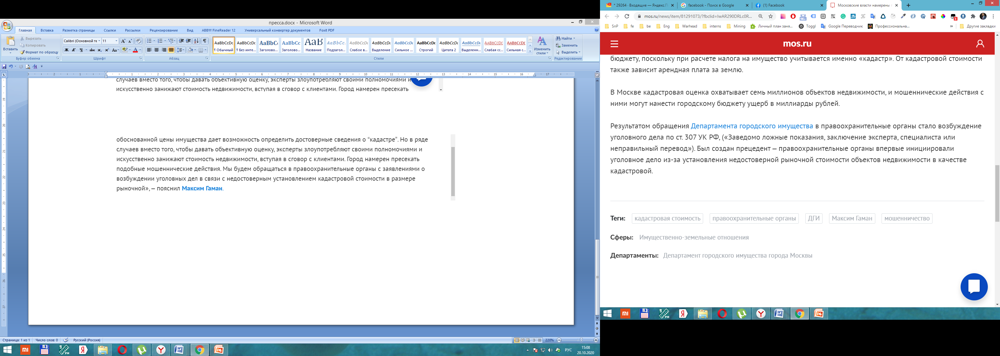 пресса.docx - Microsoft Word
Главная Вставка Разметка страницы Ссылки Рассылки Рецензирование Вид ABBYY FineReader 12 Универсальный конвертер документов Foxit PDF
Вставить
Вырезать
Копировать
Формат по образцу
Буфер обмена
Calibri (Основной те 11
Шрифт
Абзац
AaBbCcDc AaBbCcDc AaBbC AaBbCc AaB AaBbCc. AaBbCcDc AaBbCcDc AaBbCcDc AaBbCcDc AaBbCcDc AaBbCcDc AaBbCcDc AaBbCcDc
¶ Обычный ¶ Без инте... Заголово... Заголово... Название Подзагол... Слабое в... Выделение Сильное ... Строгий Цитата 2 Выделенн... Слабая сс... Сильная с...
Стили
Изменить стили
Найти
Заменить
Выделить
Редактирование
случаев вместо того, чтобы давать объективную оценку, эксперты злоупотребляют своими полномочиями и
искусственно занижают стоимость недвижимости, вступая в сговор с клиентами. Город намерен пресекать
обоснованной цены имущества дает возможность определить достоверные сведения о “кадастре”. Но в ряде
случаев вместо того, чтобы давать объективную оценку, эксперты злоупотребляют своими полномочиями и
искусственно занижают стоимость недвижимости, вступая в сговор с клиентами. Город намерен пресекать
подобные мошеннические действия. Мы будем обращаться в правоохранительные органы с заявлениями о
возбуждении уголовных дел в связи с недостоверным установлением кадастровой стоимости в размере
рыночной», — пояснил Максим Гаман.
Страница: 1 из 1 Число слов: 0 Русский (Россия) 220%
РУС 15:08
20.10.2020
* 29264 · Входящие — Яндекс.П facebook - Поиск в Google (1) Facebook Московские власти намерены
mos.ru/news/item/81291073/?fbclid=IwAR290DRLc0R...
SnP fe be Eng Warhead interns Mining Личный план заня... Toggl Google Переводчик Профессиональна... » Другие закладки
mos.ru
бюджету, поскольку при расчете налога на имущество учитывается именно «кадастр». От кадастровой стоимости
также зависит арендная плата за землю.
В Москве кадастровая оценка охватывает семь миллионов объектов недвижимости, и мошеннические действия с
ними могут нанести городскому бюджету ущерб в миллиарды рублей.
Результатом обращения Департамента городского имущества в правоохранительные органы стало возбуждение
уголовного дела по ст. 307 УК РФ, («Заведомо ложные показания, заключение эксперта, специалиста или
неправильный перевод»). Был создан прецедент — правоохранительные органы впервые инициировали
уголовное дело из-за установления недостоверной рыночной стоимости объектов недвижимости в качестве
кадастровой.
Теги: кадастровая стоимость правоохранительные органы ДГИ Максим Гаман мошенничество
Сферы: Имущественно-земельные отношения
Департаменты: Департамент городского имущества города Москвы